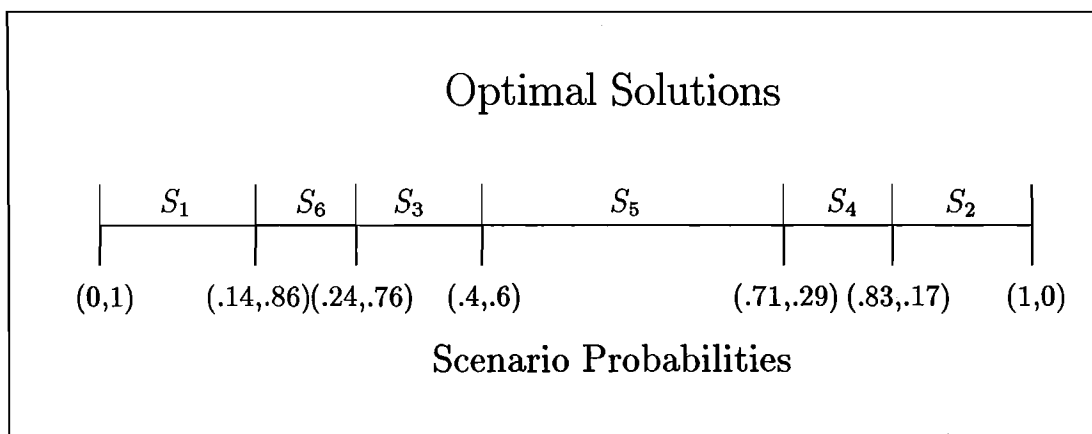 Optimal Solutions
S₁ S₆ S₃ S₅ S₄ S₂
(0,1) (.14,.86)(.24,.76) (.4,.6) (.71,.29) (.83,.17) (1,0)
Scenario Probabilities